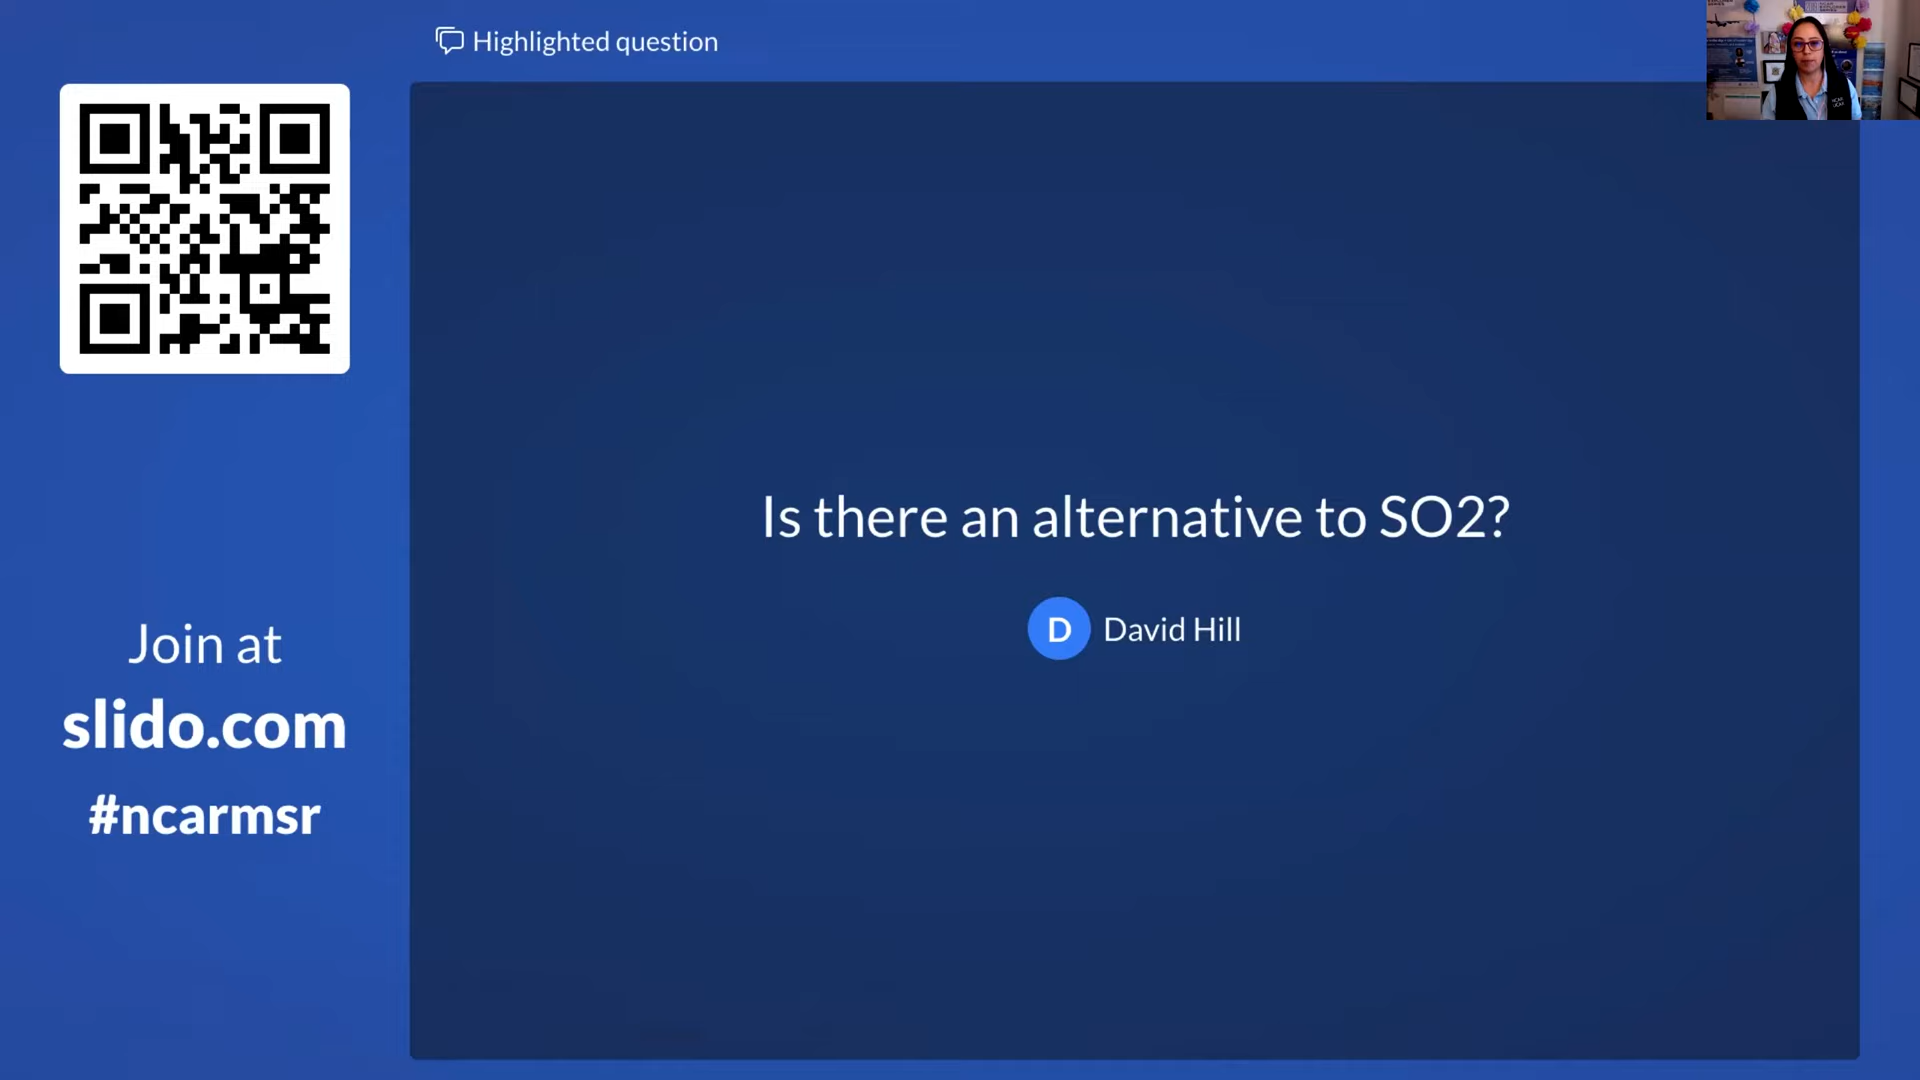 Highlighted question
Is there an alternative to SO2?
D David Hill
Join at
slido.com
#ncarmsr